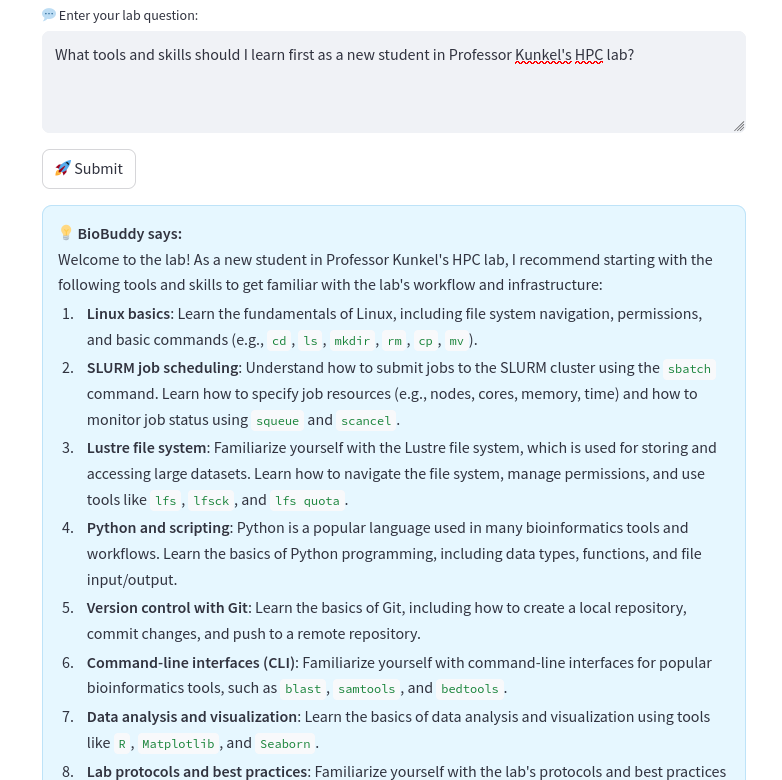 Enter your lab question:
What tools and skills should I learn first as a new student in Professor Kunkel's HPC lab?
Submit
BioBuddy says:
Welcome to the lab! As a new student in Professor Kunkel's HPC lab, I recommend starting with the
following tools and skills to get familiar with the lab's workflow and infrastructure:
1. Linux basics: Learn the fundamentals of Linux, including file system navigation, permissions,
and basic commands (e.g., cd, ls, mkdir, rm, cp, mv).
2. SLURM job scheduling: Understand how to submit jobs to the SLURM cluster using the sbatch
command. Learn how to specify job resources (e.g., nodes, cores, memory, time) and how to
monitor job status using squeue and scancel.
3. Lustre file system: Familiarize yourself with the Lustre file system, which is used for storing and
accessing large datasets. Learn how to navigate the file system, manage permissions, and use
tools like lfs, lfsck, and lfs quota.
4. Python and scripting: Python is a popular language used in many bioinformatics tools and
workflows. Learn the basics of Python programming, including data types, functions, and file
input/output.
5. Version control with Git: Learn the basics of Git, including how to create a local repository,
commit changes, and push to a remote repository.
6. Command-line interfaces (CLI): Familiarize yourself with command-line interfaces for popular
bioinformatics tools, such as blast, samtools, and bedtools.
7. Data analysis and visualization: Learn the basics of data analysis and visualization using tools
like R, Matplotlib, and Seaborn.
8. Lab protocols and best practices: Familiarize yourself with the lab's protocols and best practices